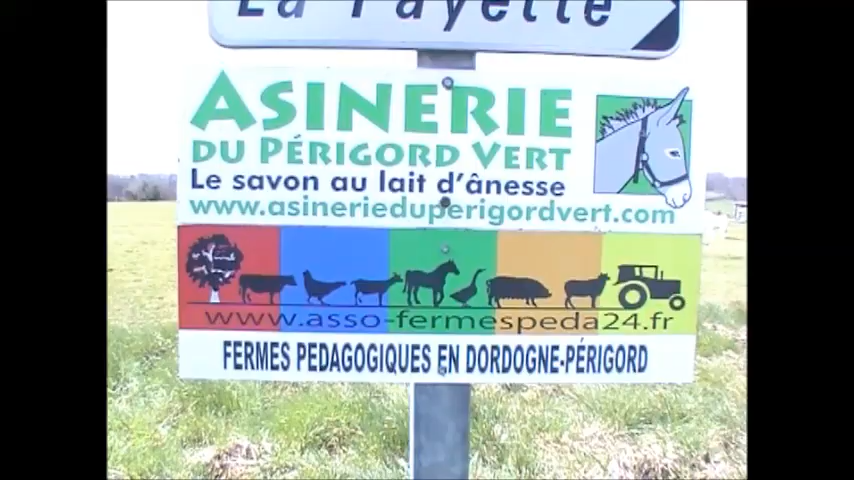 La Fayette
ASINERIE
DU PÉRIGORD VERT
Le savon au lait d'ânesse
www.asinerieduperigordvert.com
www.asso-fermespeda24.fr
FERMES PEDAGOGIQUES EN DORDOGNE-PÉRIGORD